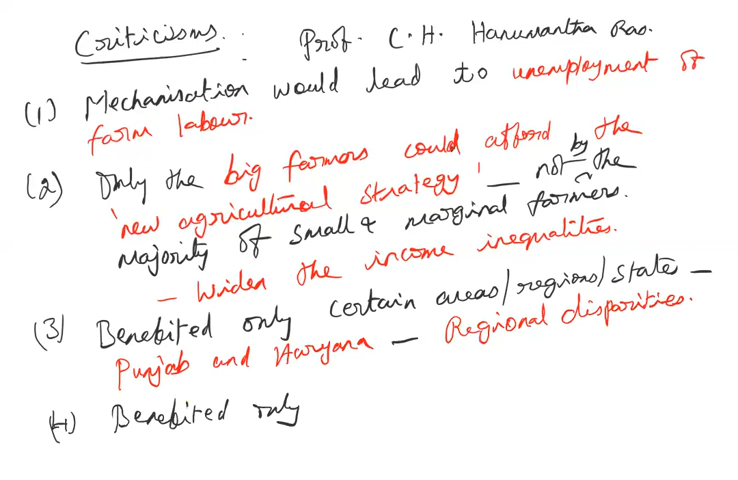 Criticisms. Prof. C.H. Hanumantha Rao.
(1) Mechanisation would lead to unemployment of
farm labour.
(2) Only the big farmers could afford the
'new agricultural strategy' — not by the
majority of small & marginal farmers.
— Widen the income inequalities.
(3) Benefited only certain areas/regions/state —
Punjab and Haryana — Regional disparities.
(4) Benefited only